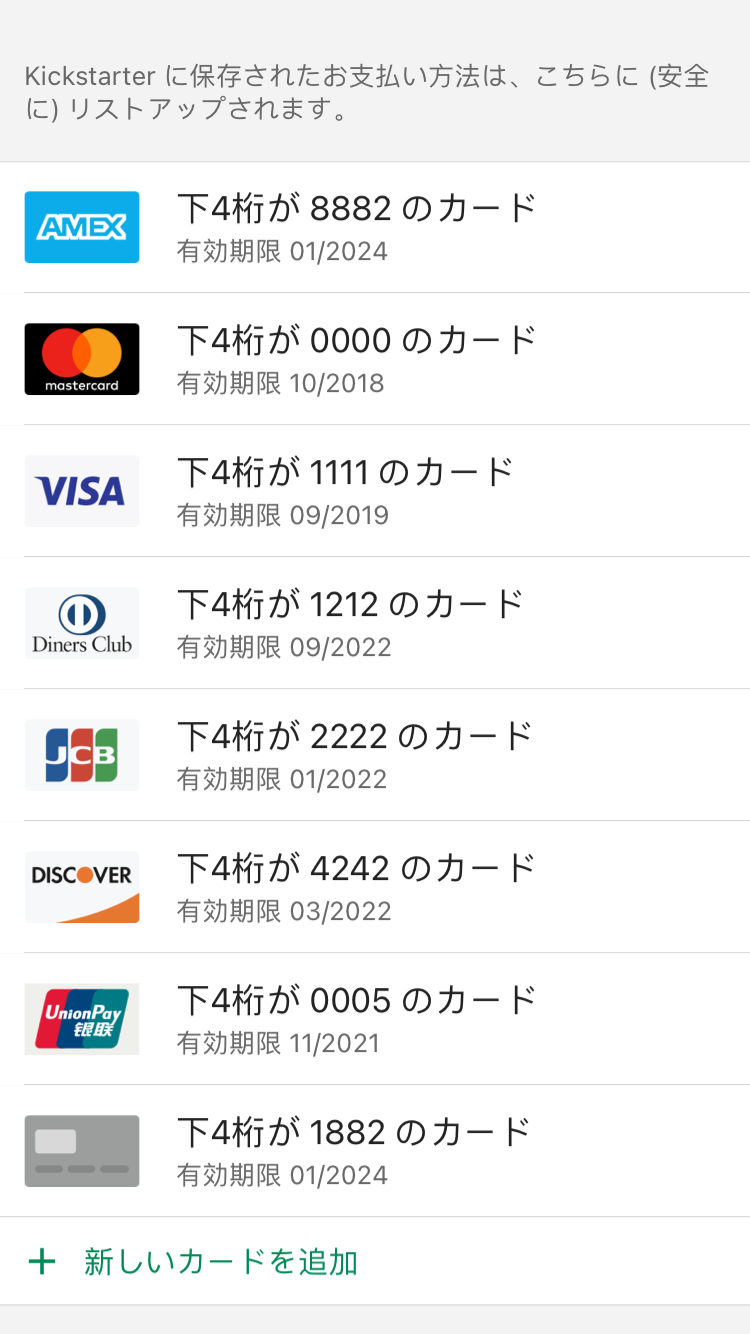 Kickstarter に保存されたお支払い方法は、こちらに (安全
に) リストアップされます。
AMEX
下4桁が 8882 のカード
有効期限 01/2024
mastercard
下4桁が 0000 のカード
有効期限 10/2018
VISA
下4桁が 1111 のカード
有効期限 09/2019
Diners Club
下4桁が 1212 のカード
有効期限 09/2022
JCB
下4桁が 2222 のカード
有効期限 01/2022
DISCOVER
下4桁が 4242 のカード
有効期限 03/2022
UnionPay
银联
下4桁が 0005 のカード
有効期限 11/2021
下4桁が 1882 のカード
有効期限 01/2024
+ 新しいカードを追加